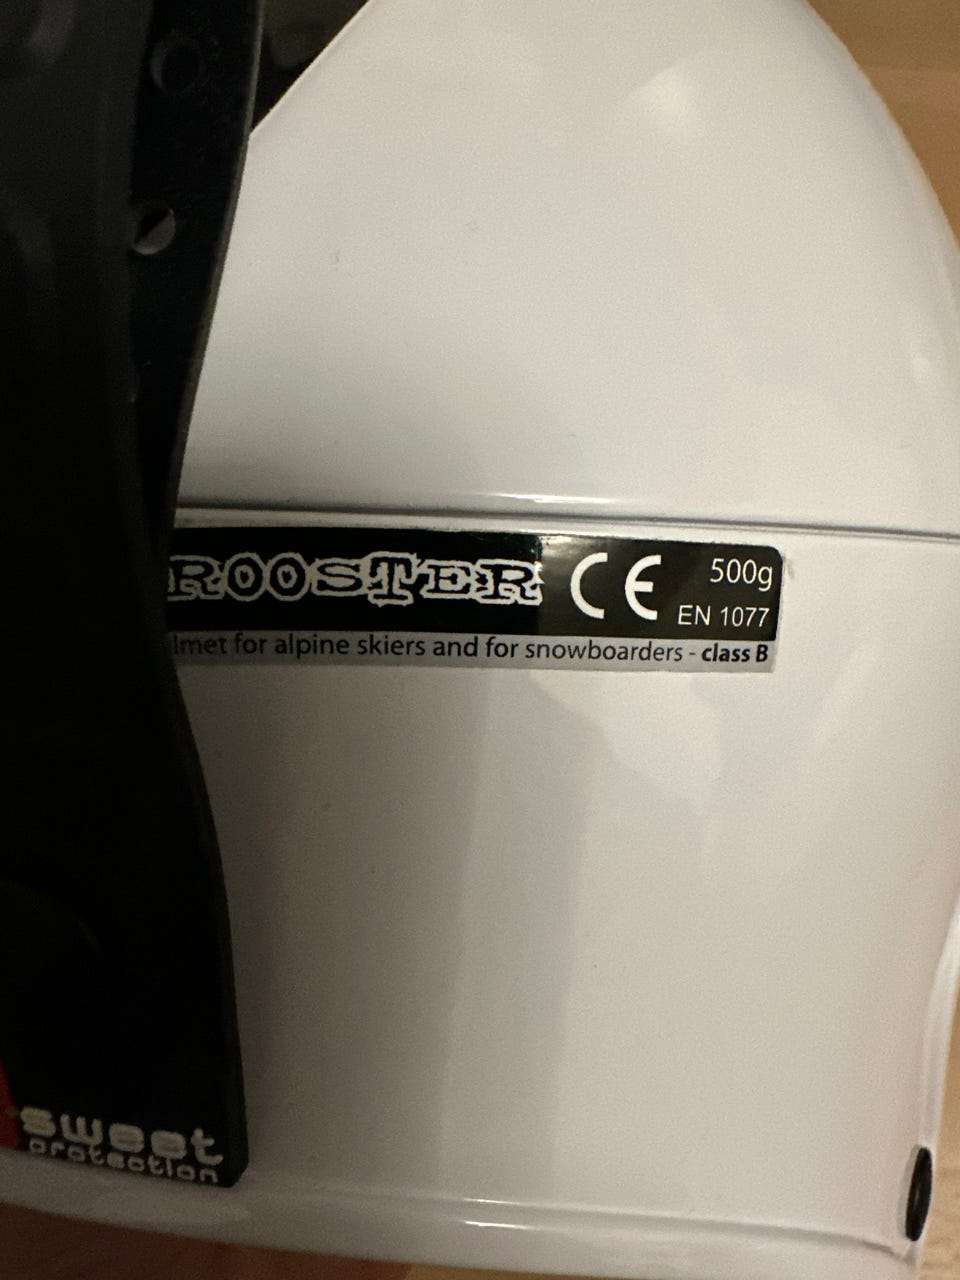 ROOSTER CE 500g
EN 1077
lmet for alpine skiers and for snowboarders - class B
sweet
protection